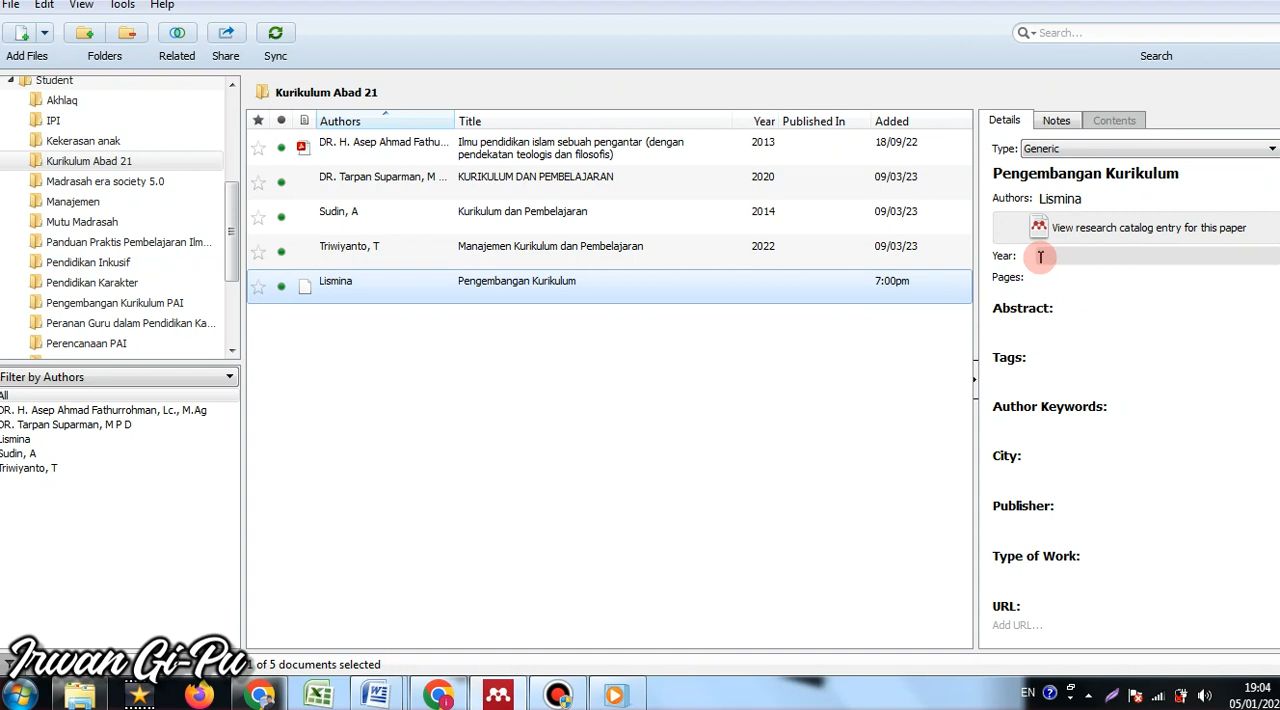 File Edit View Tools Help
Add Files Folders Related Share Sync
Search...
Search
Student
Akhlaq
IPI
Kekerasan anak
Kurikulum Abad 21
Madrasah era society 5.0
Manajemen
Mutu Madrasah
Panduan Praktis Pembelajaran Ilm...
Pendidikan Inkusif
Pendidikan Karakter
Pengembangan Kurikulum PAI
Peranan Guru dalam Pendidikan Ka...
Perencanaan PAI
Filter by Authors
All
DR. H. Asep Ahmad Fathurrohman, Lc., M.Ag
DR. Tarpan Suparman, M P D
Lismina
Sudin, A
Triwiyanto, T
Kurikulum Abad 21
Authors Title Year Published In Added
DR. H. Asep Ahmad Fathu... Ilmu pendidikan islam sebuah pengantar (dengan 2013 18/09/22
pendekatan teologis dan filosofis)
DR. Tarpan Suparman, M ... KURIKULUM DAN PEMBELAJARAN 2020 09/03/23
Sudin, A Kurikulum dan Pembelajaran 2014 09/03/23
Triwiyanto, T Manajemen Kurikulum dan Pembelajaran 2022 09/03/23
Lismina Pengembangan Kurikulum 7:00pm
Details Notes Contents
Type: Generic
Pengembangan Kurikulum
Authors: Lismina
View research catalog entry for this paper
Year:
Pages:
Abstract:
Tags:
Author Keywords:
City:
Publisher:
Type of Work:
URL:
Add URL...
1 of 5 documents selected
Irwan Gi-Pu
EN 19:04
05/01/202